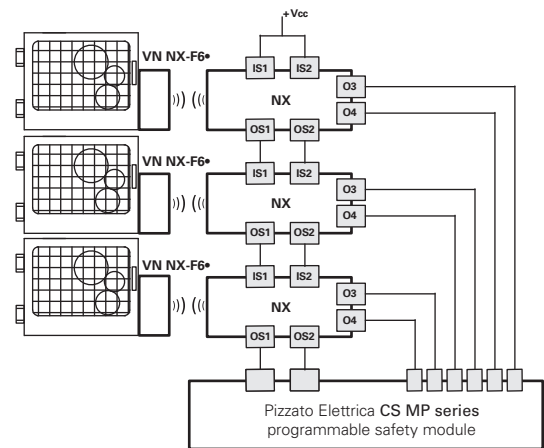 +Vcc
VN NX-F6•
IS1 IS2
O3
NX
O4
OS1 OS2
VN NX-F6•
IS1 IS2
O3
NX
O4
OS1 OS2
VN NX-F6•
IS1 IS2
O3
NX
O4
OS1 OS2
Pizzato Elettrica CS MP series
programmable safety module